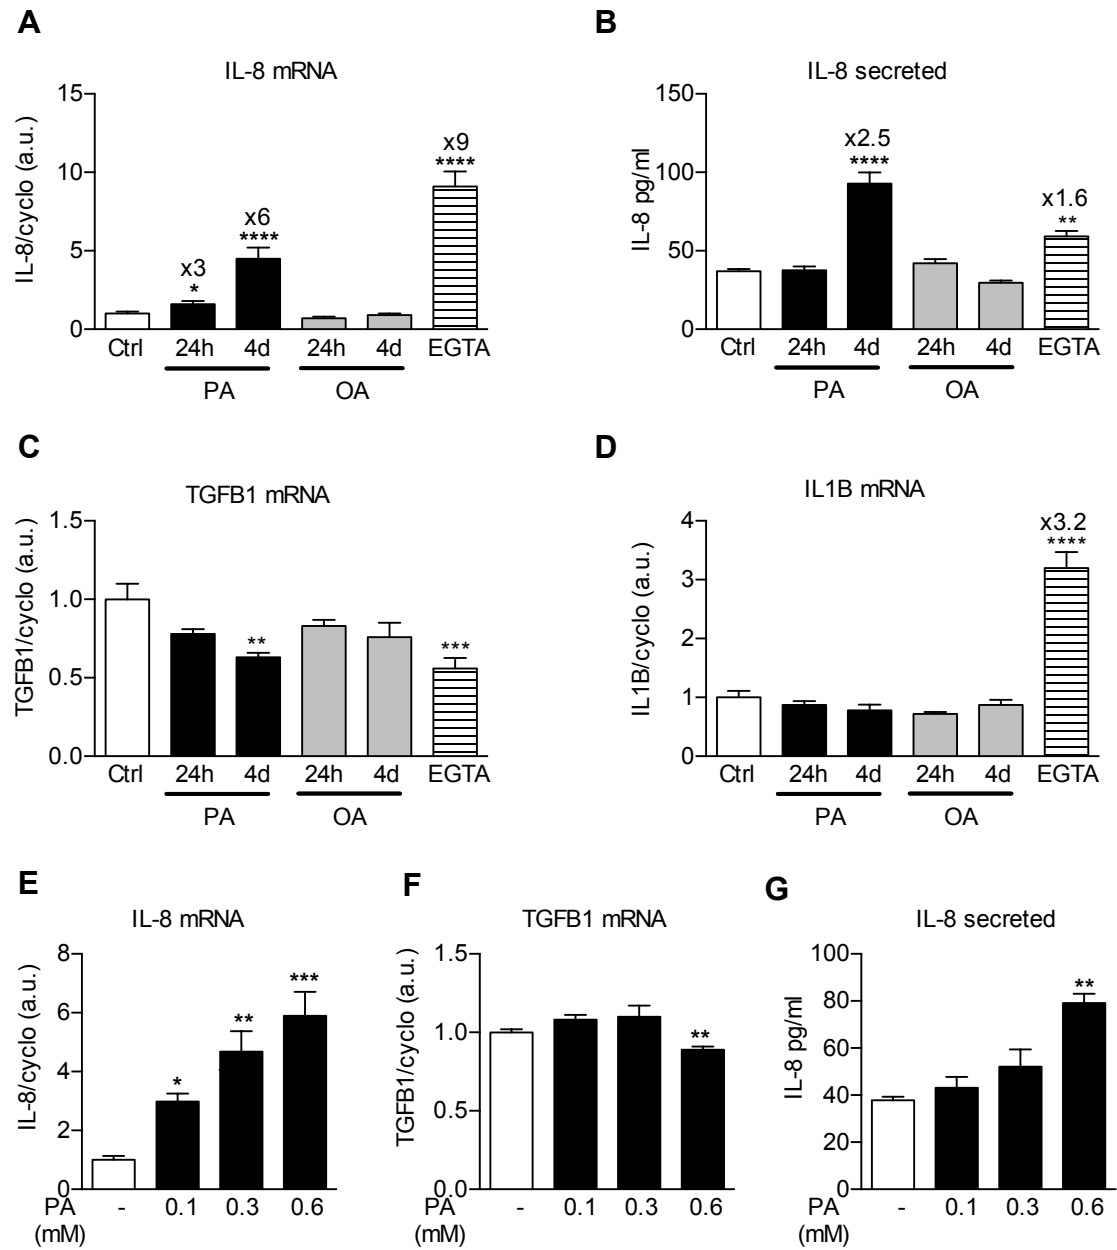 A
IL-8 mRNA
IL-8/cyclo (a.u.)
15
10
5
0
x3
*
x6
****
x9
****
Ctrl 24h 4d 24h 4d EGTA
PA OA
B
IL-8 secreted
IL-8 pg/ml
150
100
50
0
x2.5
****
x1.6
**
Ctrl 24h 4d 24h 4d EGTA
PA OA
C
TGFB1 mRNA
TGFB1/cyclo (a.u.)
1.5
1.0
0.5
0.0
**
***
Ctrl 24h 4d 24h 4d EGTA
PA OA
D
IL1B mRNA
IL1B/cyclo (a.u.)
4
3
2
1
0
x3.2
****
Ctrl 24h 4d 24h 4d EGTA
PA OA
E
IL-8 mRNA
IL-8/cyclo (a.u.)
8
6
4
2
0
*
**
***
PA - 0.1 0.3 0.6
(mM)
F
TGFB1 mRNA
TGFB1/cyclo (a.u.)
1.5
1.0
0.5
0.0
**
PA - 0.1 0.3 0.6
(mM)
G
IL-8 secreted
IL-8 pg/ml
100
80
60
40
20
0
**
PA - 0.1 0.3 0.6
(mM)